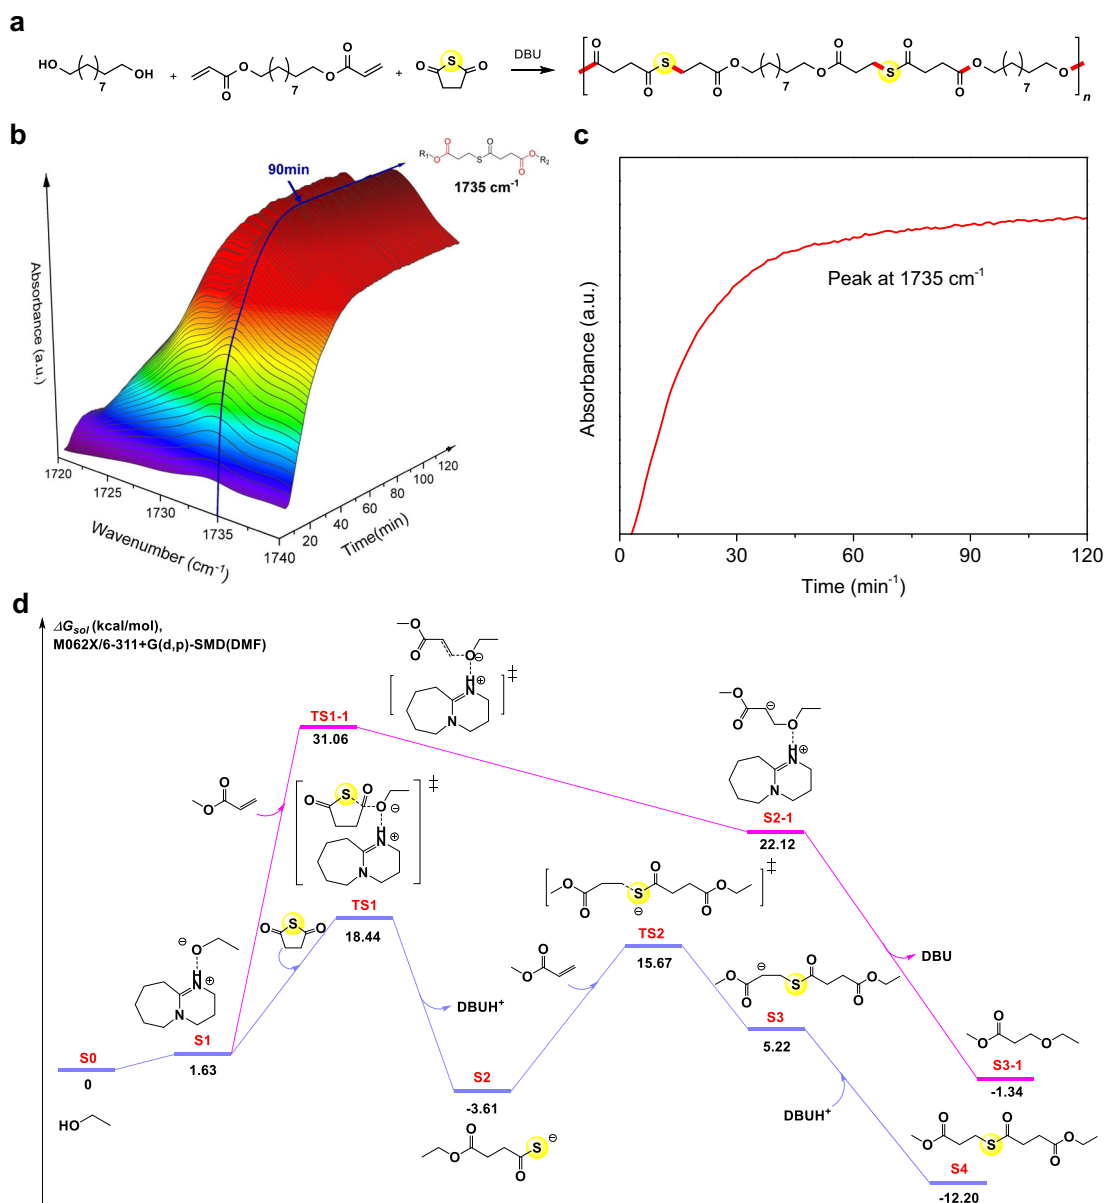 a
HO
7
OH
+
O
O
7
O
O
+
O
S
O
DBU
O
O
S
O
O
7
O
O
S
O
O
O
7
O
n
b
90min
R1
O
O
S
O
O
O
R2
1735 cm-1
Absorbance (a.u.)
1720
1725
1730
1735
1740
Wavenumber (cm-1)
20
40
60
80
100
120
Time(min)
c
Absorbance (a.u.)
Peak at 1735 cm-1
0
30
60
90
120
Time (min-1)
d
ΔGsol (kcal/mol),
M062X/6-311+G(d,p)-SMD(DMF)
O
O
O
⊖
H
N
⊕
N
‡
TS1-1
31.06
O
O
O
S
O
O
⊖
H
N
⊕
N
‡
TS1
18.44
O
O
⊖
O
H
N
⊕
N
S2-1
22.12
O
O
S
⊖
O
O
O
‡
TS2
15.67
O
S
O
⊖
O
H
N
⊕
N
S1
1.63
S0
0
HO
DBUH+
O
O
S2
-3.61
O
O
O
S
⊖
O
O
⊖
S
O
O
O
S3
5.22
DBU
O
O
O
S3-1
-1.34
DBUH+
O
O
S
O
O
O
S4
-12.20